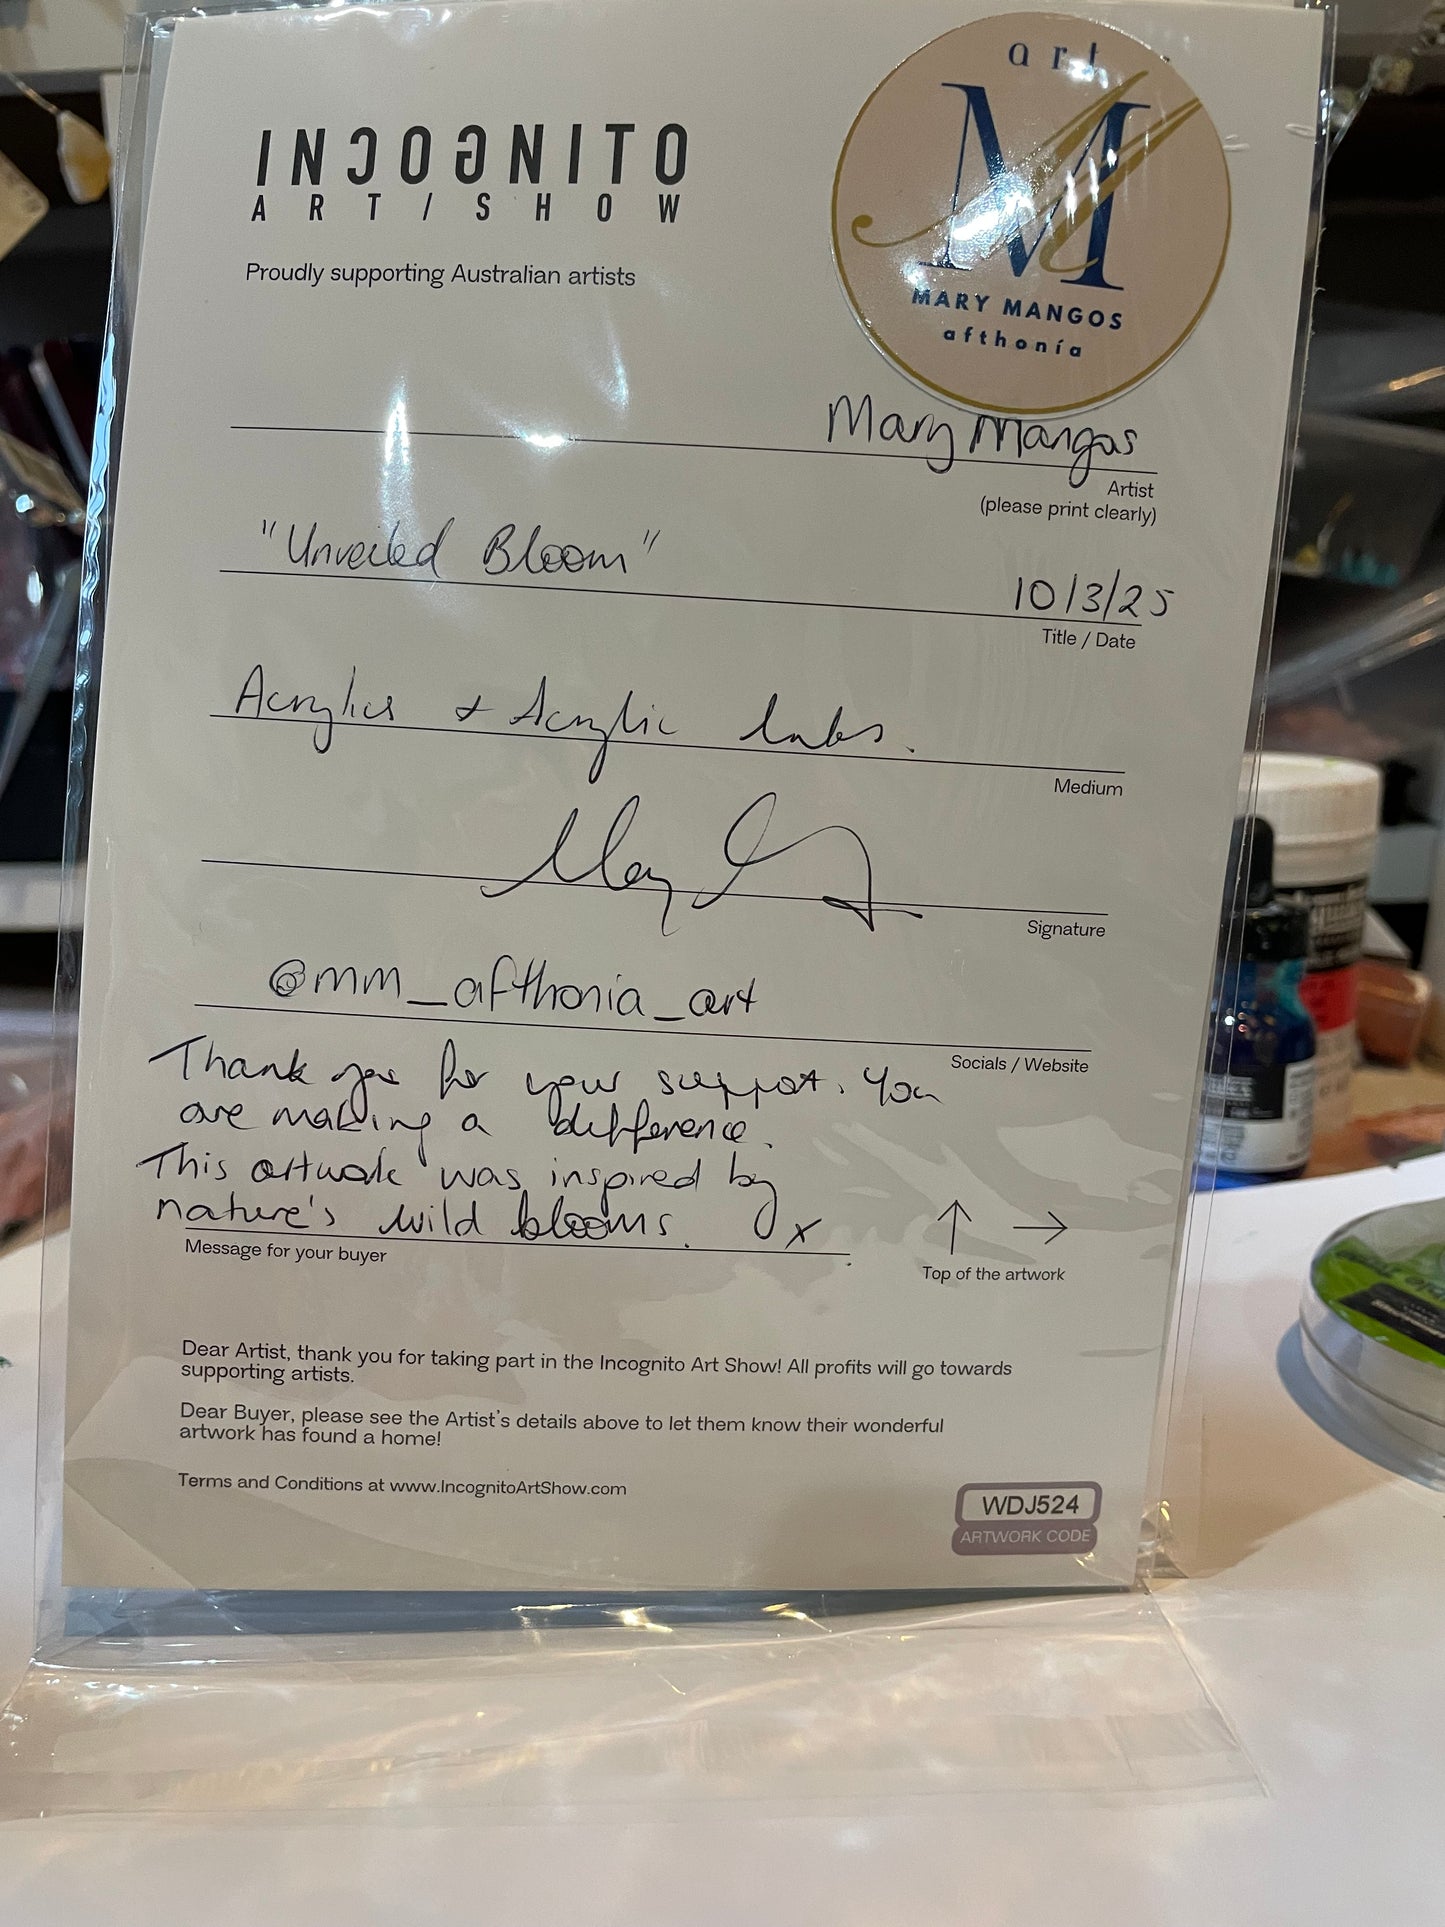 art
MM
MARY MANGOS
afthonía
INCOGNITO
ART/SHOW
Proudly supporting Australian artists
Mary Mangos
Artist
(please print clearly)
"Unveiled Bloom"
10/3/25
Title / Date
Acrylics + Acrylic Inks.
Medium
Signature
@mm_afthonia_art
Socials / Website
Thank you for your support. You
are making a difference.
This artwork was inspired by
nature's wild blooms. x
Message for your buyer
↑ →
Top of the artwork
Dear Artist, thank you for taking part in the Incognito Art Show! All profits will go towards
supporting artists.
Dear Buyer, please see the Artist's details above to let them know their wonderful
artwork has found a home!
Terms and Conditions at www.IncognitoArtShow.com
WDJ524
ARTWORK CODE